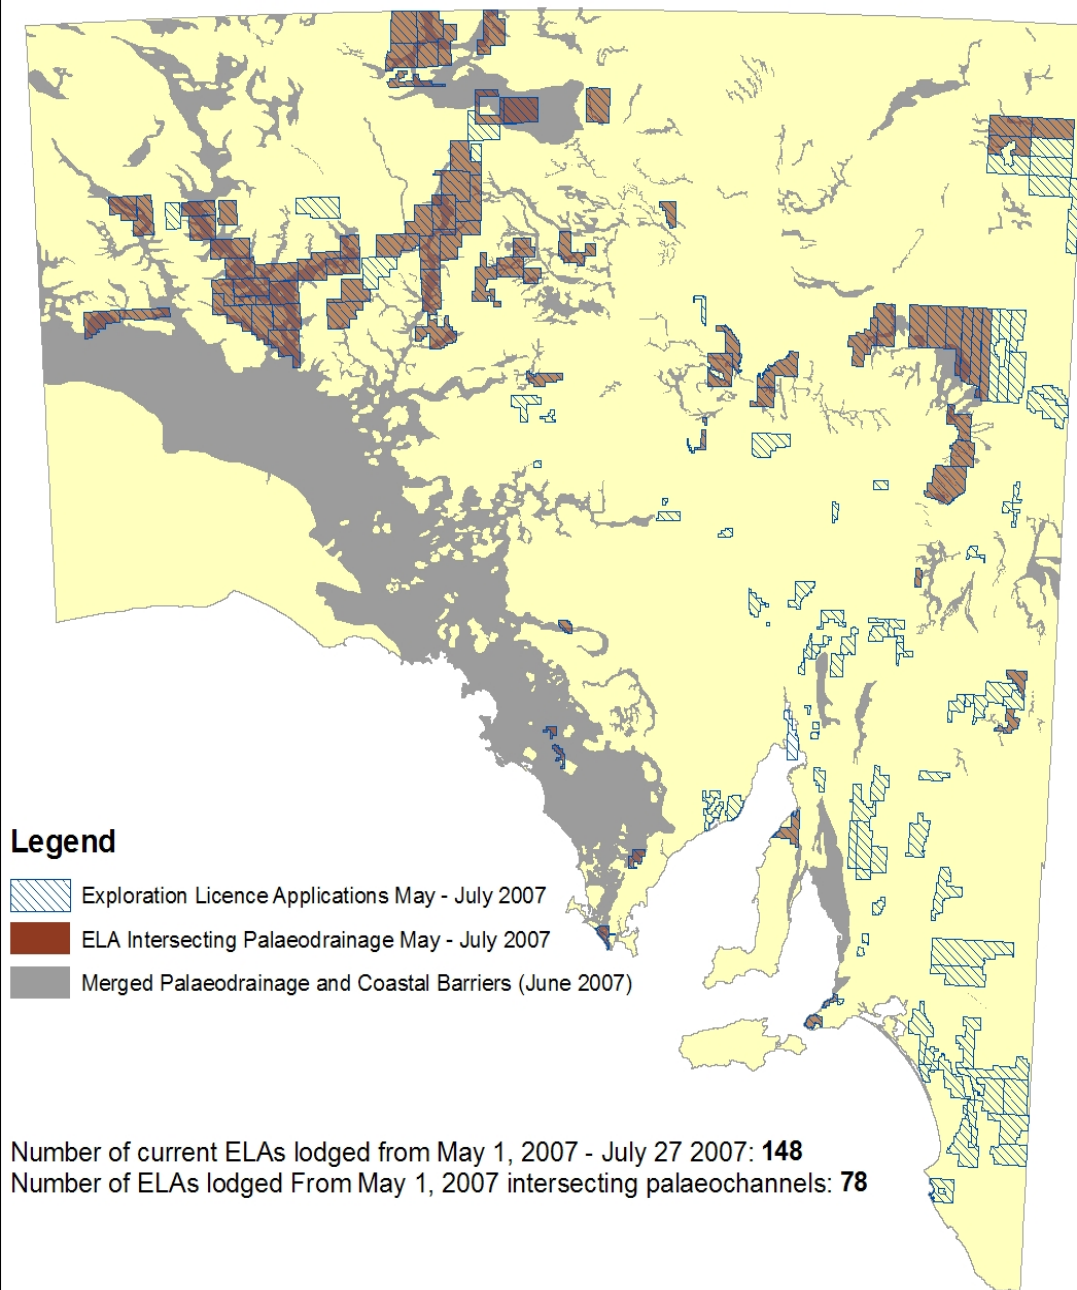 Legend
Exploration Licence Applications May - July 2007
ELA Intersecting Palaeodrainage May - July 2007
Merged Palaeodrainage and Coastal Barriers (June 2007)
Number of current ELAs lodged from May 1, 2007 - July 27 2007: 148
Number of ELAs lodged From May 1, 2007 intersecting palaeochannels: 78